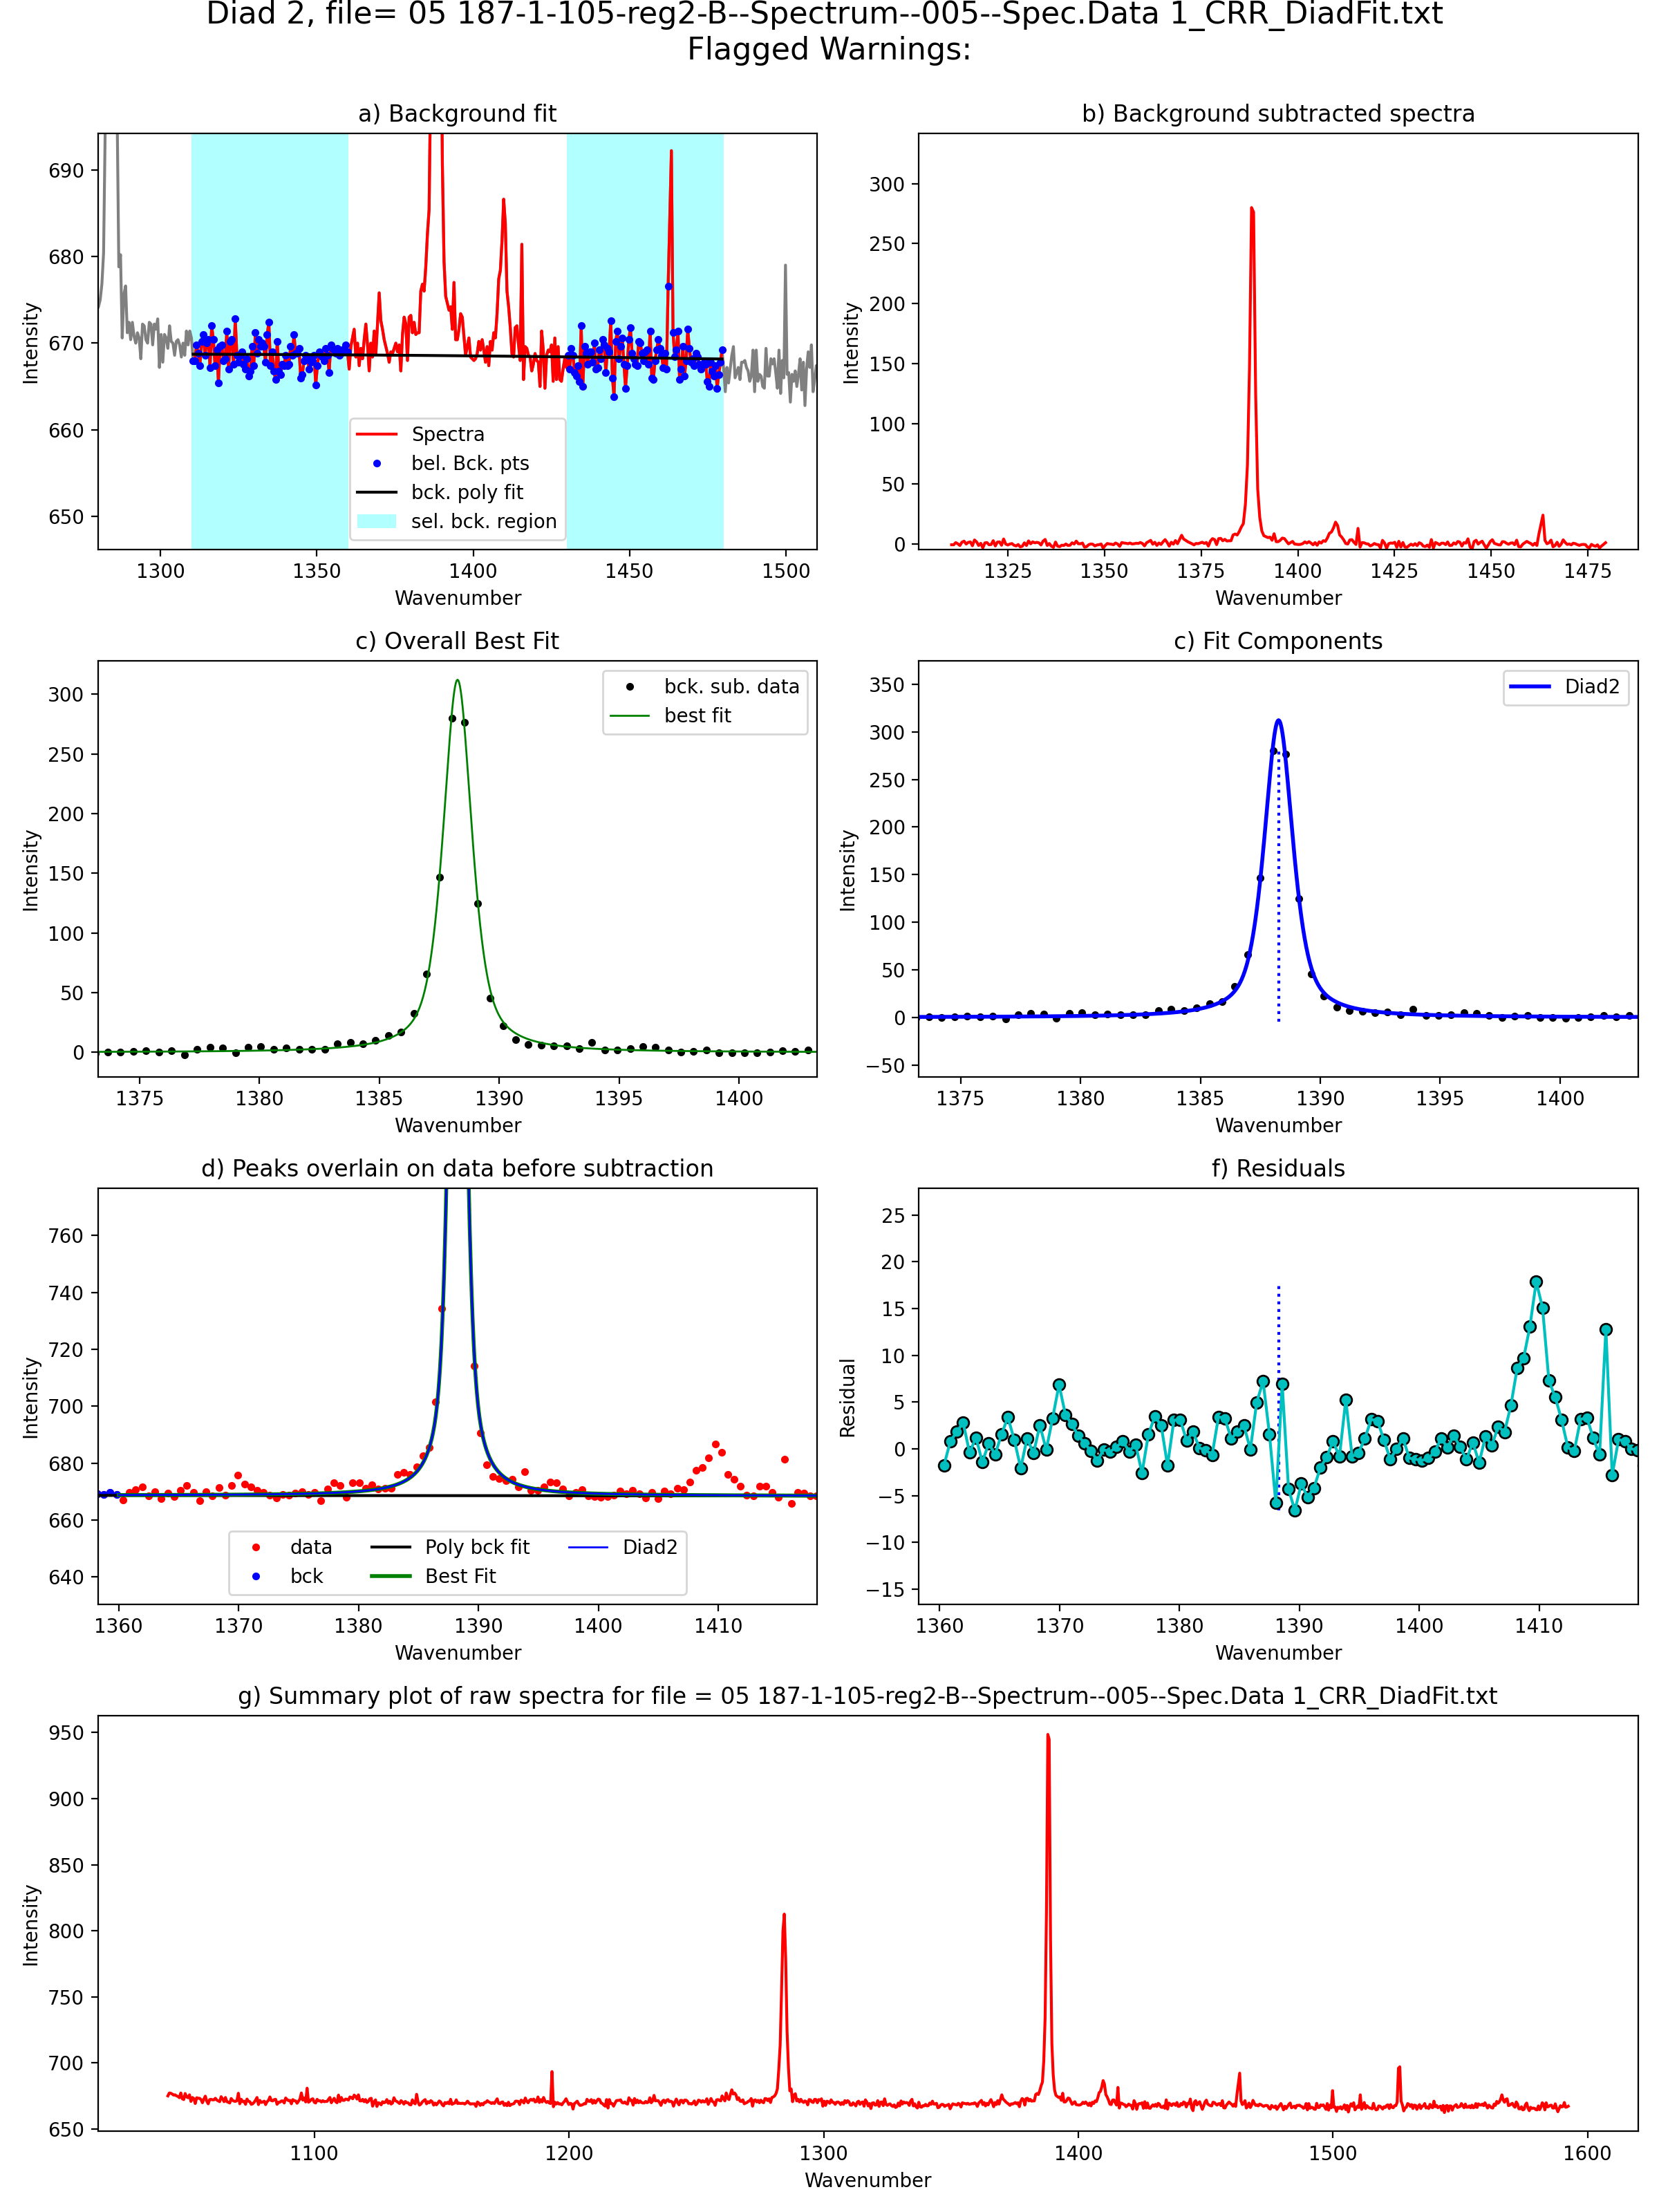 Diad 2, file= 05 187-1-105-reg2-B--Spectrum--005--Spec.Data 1_CRR_DiadFit.txt
Flagged Warnings:
a) Background fit
Intensity
690
680
670
660
650
Spectra
bel. Bck. pts
bck. poly fit
sel. bck. region
1300 1350 1400 1450 1500
Wavenumber
b) Background subtracted spectra
Intensity
300
250
200
150
100
50
0
1325 1350 1375 1400 1425 1450 1475
Wavenumber
c) Overall Best Fit
Intensity
300
250
200
150
100
50
0
bck. sub. data
best fit
1375 1380 1385 1390 1395 1400
Wavenumber
c) Fit Components
Intensity
350
300
250
200
150
100
50
0
−50
Diad2
1375 1380 1385 1390 1395 1400
Wavenumber
d) Peaks overlain on data before subtraction
Intensity
760
740
720
700
680
660
640
data
bck
Poly bck fit
Best Fit
Diad2
1360 1370 1380 1390 1400 1410
Wavenumber
f) Residuals
Residual
25
20
15
10
5
0
−5
−10
−15
1360 1370 1380 1390 1400 1410
Wavenumber
g) Summary plot of raw spectra for file = 05 187-1-105-reg2-B--Spectrum--005--Spec.Data 1_CRR_DiadFit.txt
Intensity
950
900
850
800
750
700
650
1100 1200 1300 1400 1500 1600
Wavenumber